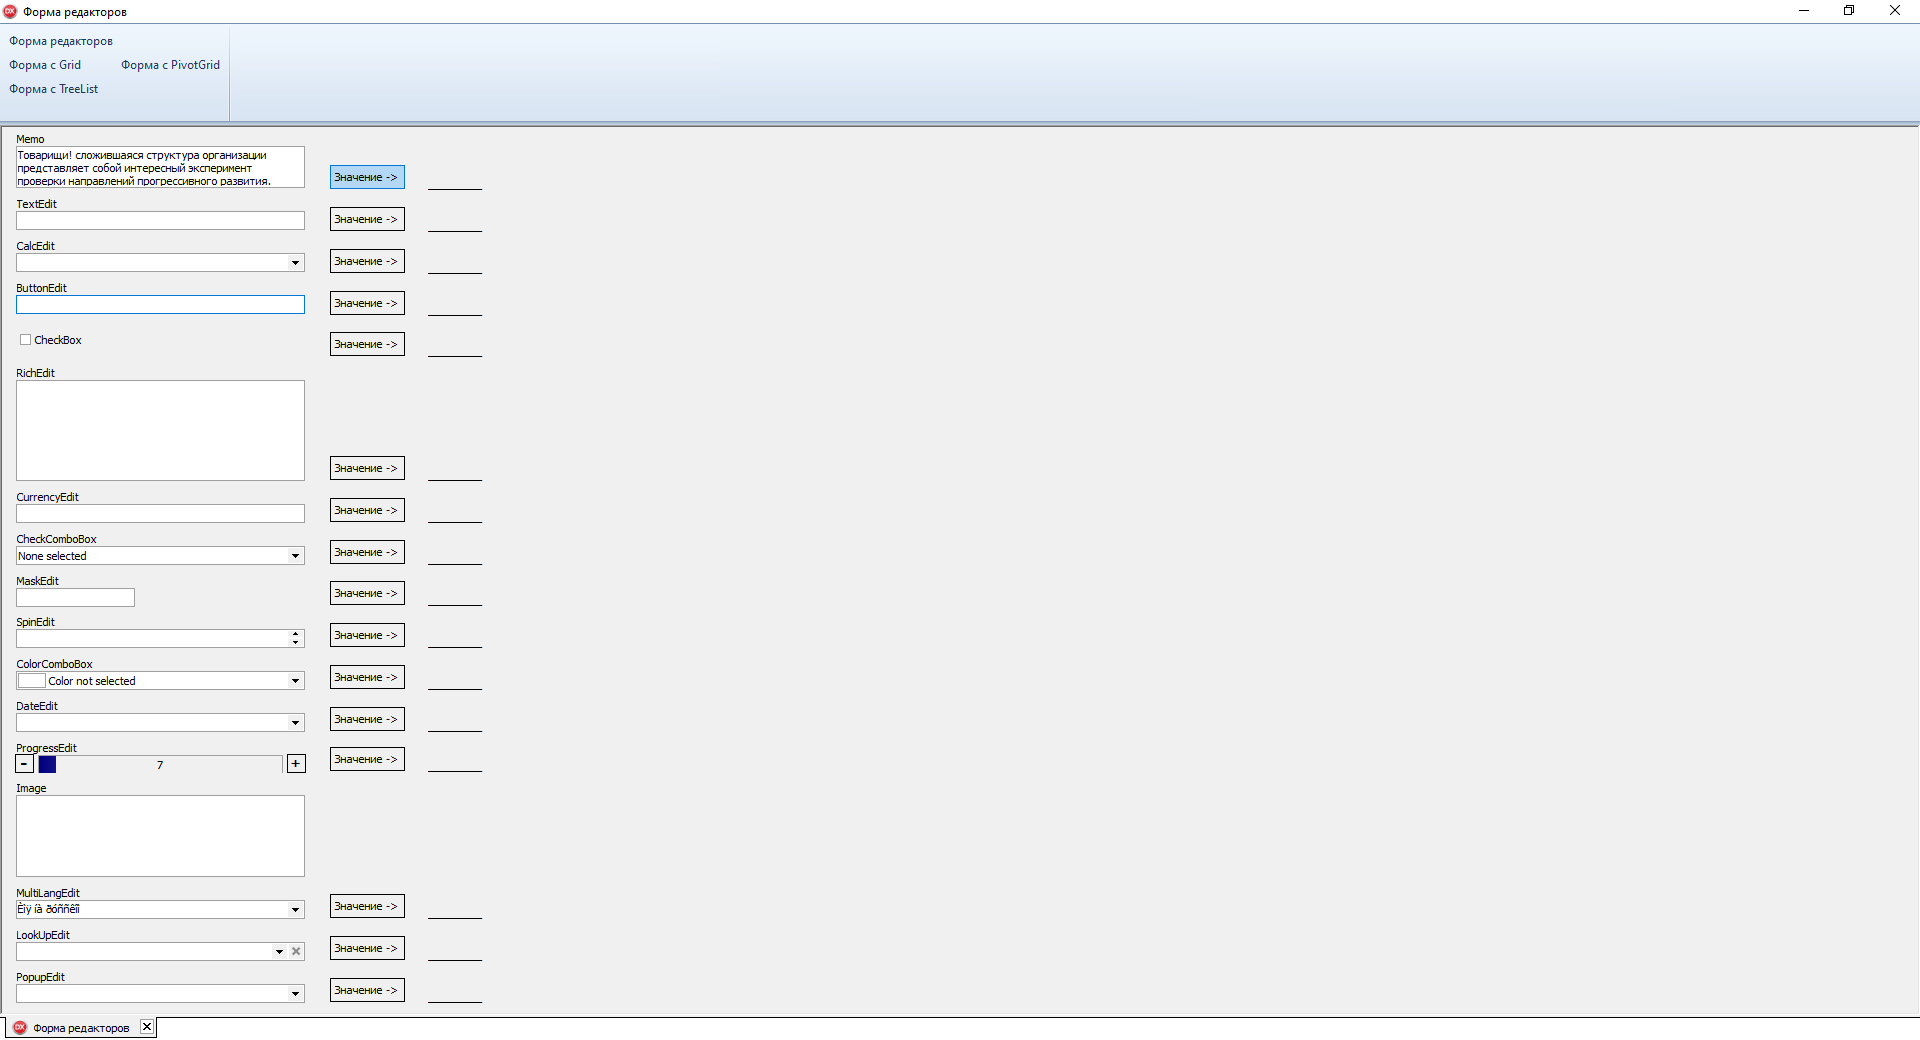 Форма редакторов
Форма редакторов
Форма с Grid Форма с PivotGrid
Форма с TreeList
Memo
Товарищи! сложившаяся структура организации
представляет собой интересный эксперимент
проверки направлений прогрессивного развития.
Значение ->
TextEdit
Значение ->
CalcEdit
Значение ->
ButtonEdit
Значение ->
CheckBox
Значение ->
RichEdit
Значение ->
CurrencyEdit
Значение ->
CheckComboBox
None selected
Значение ->
MaskEdit
Значение ->
SpinEdit
Значение ->
ColorComboBox
Color not selected
Значение ->
DateEdit
Значение ->
ProgressEdit
- 7 +
Значение ->
Image
MultiLangEdit
Èìÿ íà ðóññêîì
Значение ->
LookUpEdit
Значение ->
PopupEdit
Значение ->
DX Форма редакторов